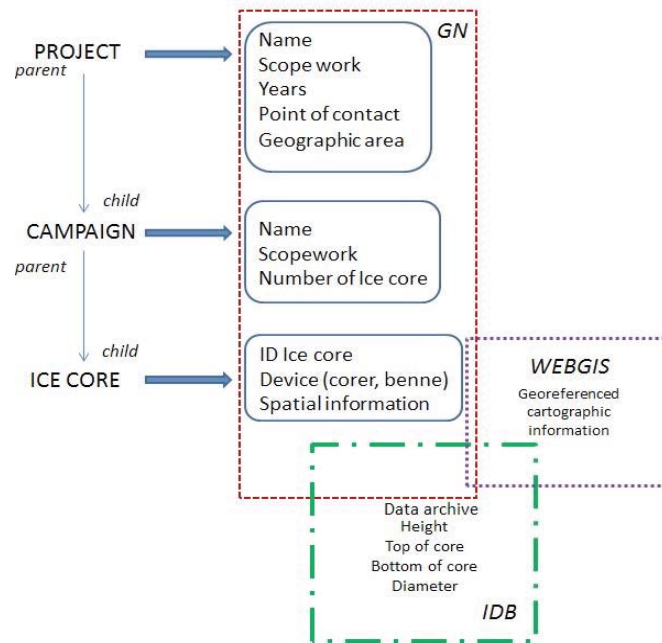 PROJECT
parent
Name
Scope work
Years
Point of contact
Geographic area
GN
child
CAMPAIGN
parent
Name
Scopework
Number of Ice core
child
ICE CORE
ID Ice core
Device (corer, benne)
Spatial information
WEBGIS
Georeferenced
cartographic
information
Data archive
Height
Top of core
Bottom of core
Diameter
IDB